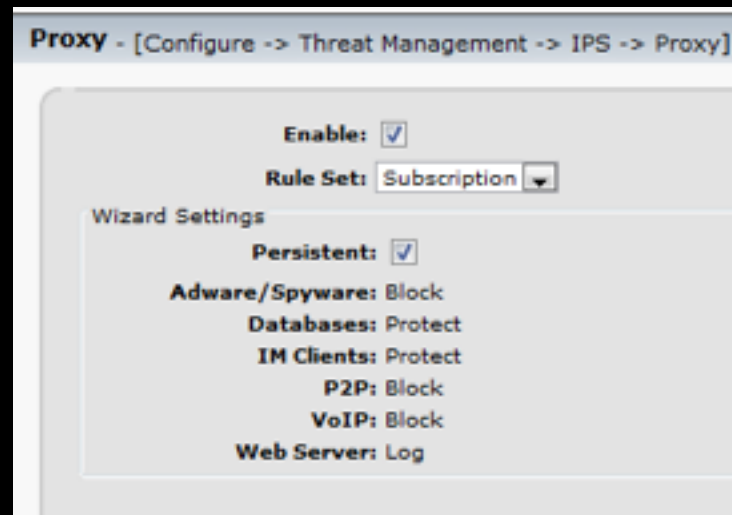 Proxy - [Configure -> Threat Management -> IPS -> Proxy]
Enable:
Rule Set: Subscription
Wizard Settings
Persistent:
Adware/Spyware: Block
Databases: Protect
IM Clients: Protect
P2P: Block
VoIP: Block
Web Server: Log